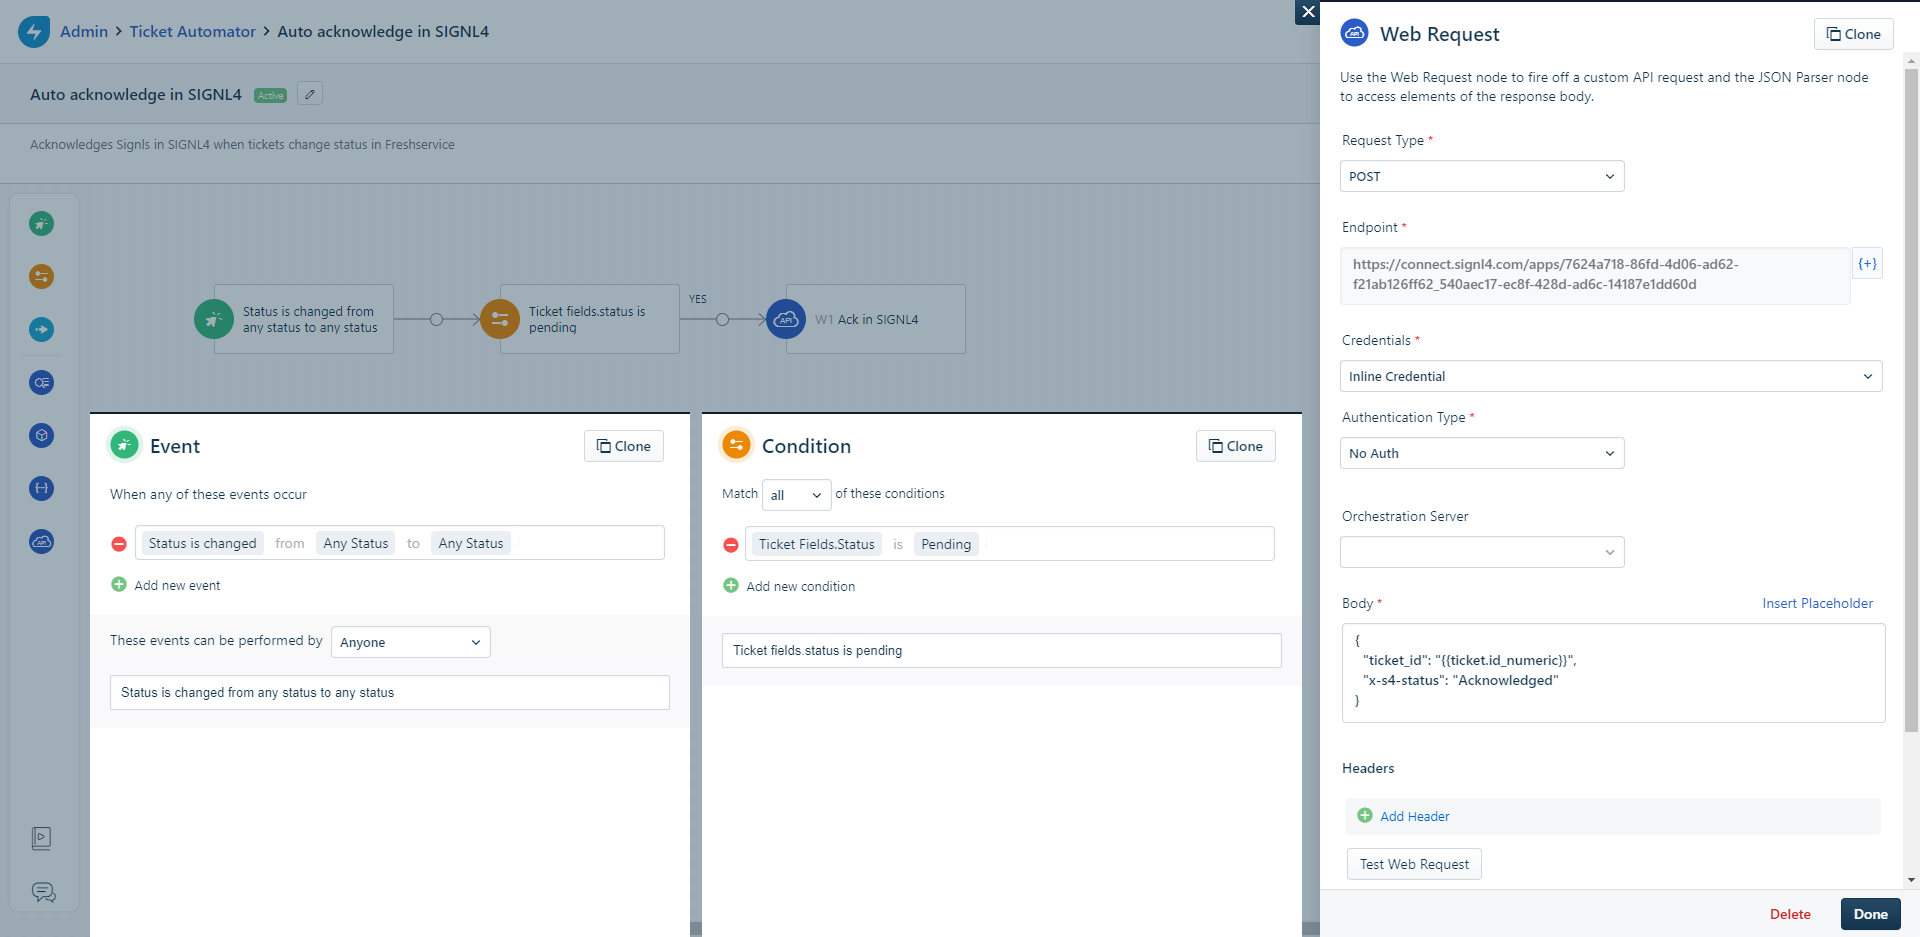 Admin > Ticket Automator > Auto acknowledge in SIGNL4
Auto acknowledge in SIGNL4 Active
Acknowledges Signls in SIGNL4 when tickets change status in Freshservice
Status is changed from
any status to any status
Ticket fields.status is
pending
YES
API
W1 Ack in SIGNL4
Event
Clone
When any of these events occur
Status is changed from Any Status to Any Status
Add new event
These events can be performed by Anyone
Status is changed from any status to any status
Condition
Clone
Match all of these conditions
Ticket Fields.Status is Pending
Add new condition
Ticket fields.status is pending
Web Request
Clone
Use the Web Request node to fire off a custom API request and the JSON Parser node
to access elements of the response body.
Request Type *
POST
Endpoint *
https://connect.signl4.com/apps/7624a718-86fd-4d06-ad62-
f21ab126ff62_540aec17-ec8f-428d-ad6c-14187e1dd60d
{+}
Credentials *
Inline Credential
Authentication Type *
No Auth
Orchestration Server
Body *
Insert Placeholder
{
"ticket_id": "{{ticket.id_numeric}}",
"x-s4-status": "Acknowledged"
}
Headers
Add Header
Test Web Request
Delete
Done